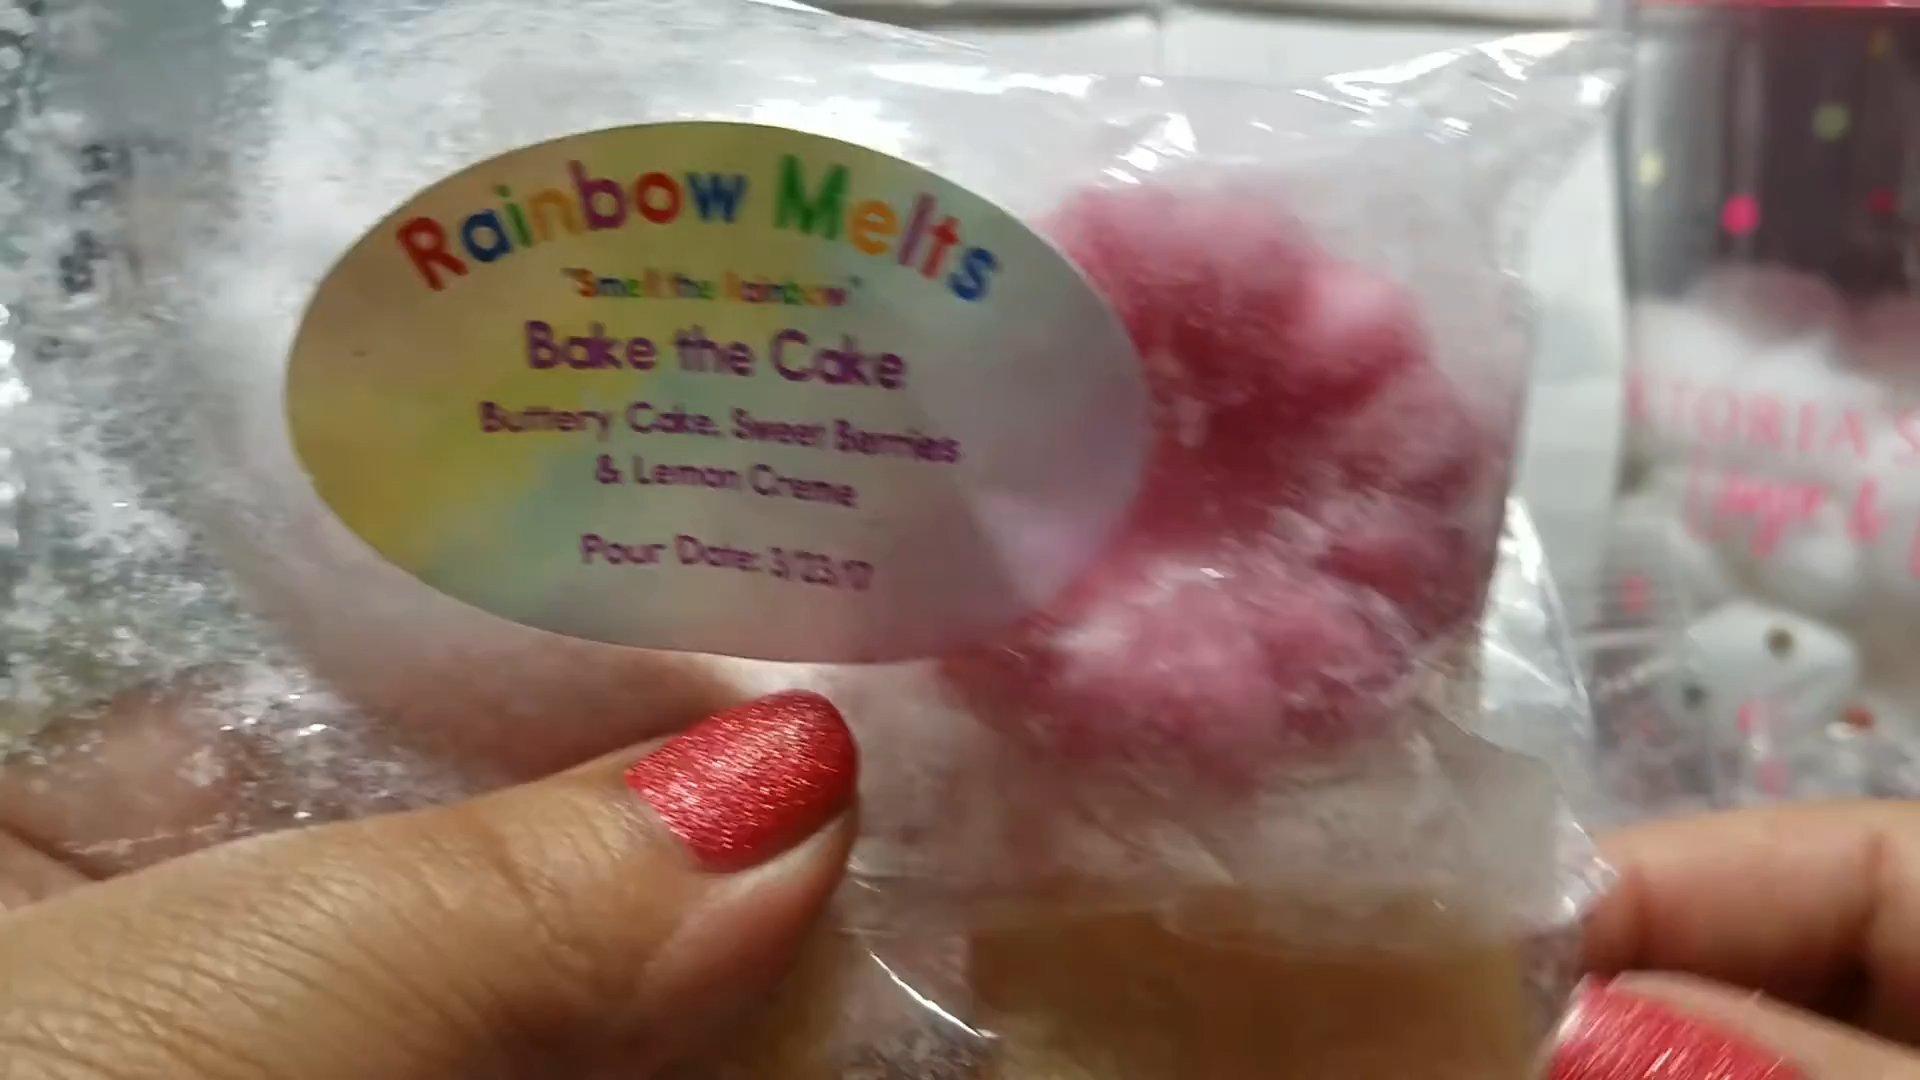 Rainbow Melts
"Smell the Rainbow"
Bake the Cake
Buttery Cake, Sweet Berries
& Lemon Creme
Pour Date: 3/23/17